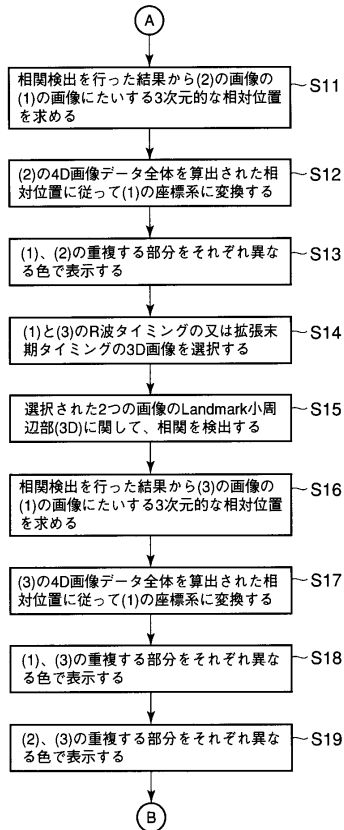 A
相関検出を行った結果から(2)の画像の
(1)の画像にたいする3次元的な相対位置
を求める
S11
(2)の4D画像データ全体を算出された相
対位置に従って(1)の座標系に変換する
S12
(1)、(2)の重複する部分をそれぞれ異な
る色で表示する
S13
(1)と(3)のR波タイミングの又は拡張末
期タイミングの3D画像を選択する
S14
選択された2つの画像のLandmark小周
辺部(3D)に関して、相関を検出する
S15
相関検出を行った結果から(3)の画像の
(1)の画像にたいする3次元的な相対位置
を求める
S16
(3)の4D画像データ全体を算出された相
対位置に従って(1)の座標系に変換する
S17
(1)、(3)の重複する部分をそれぞれ異な
る色で表示する
S18
(2)、(3)の重複する部分をそれぞれ異な
る色で表示する
S19
B